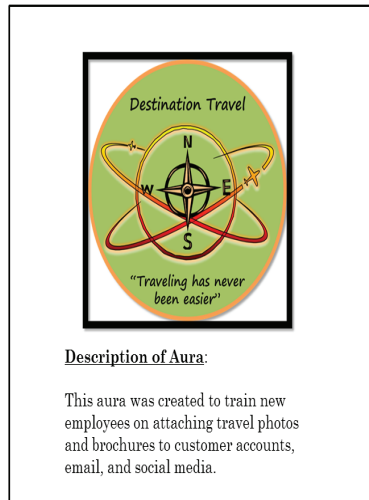 Destination Travel
N
W E
S
“Traveling has never
been easier”
Description of Aura:
This aura was created to train new
employees on attaching travel photos
and brochures to customer accounts,
email, and social media.